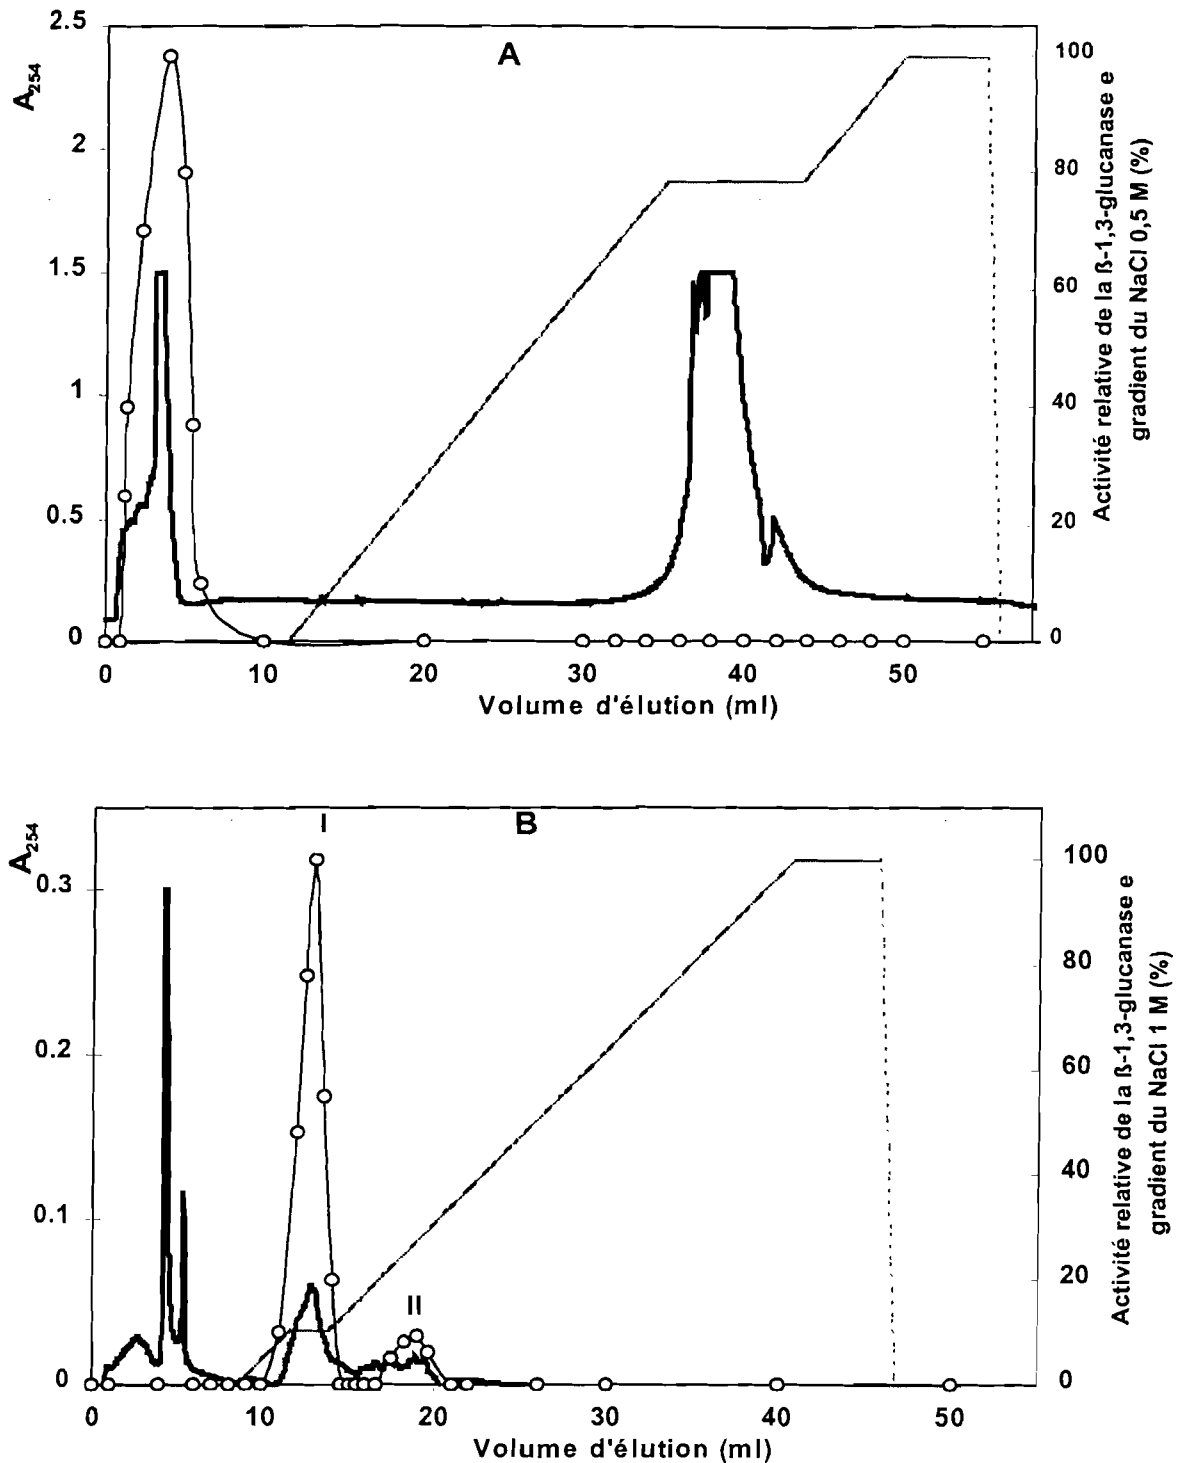 A
A254
2.5
2
1.5
1
0.5
0
0 10 20 30 40 50
Volume d'élution (ml)
100
80
60
40
20
0
Activité relative de la ß-1,3-glucanase e
gradient du NaCl 0,5 M (%)
I
B
II
A254
0.3
0.2
0.1
0
0 10 20 30 40 50
Volume d'élution (ml)
100
80
60
40
20
0
Activité relative de la ß-1,3-glucanase e
gradient du NaCl 1 M (%)